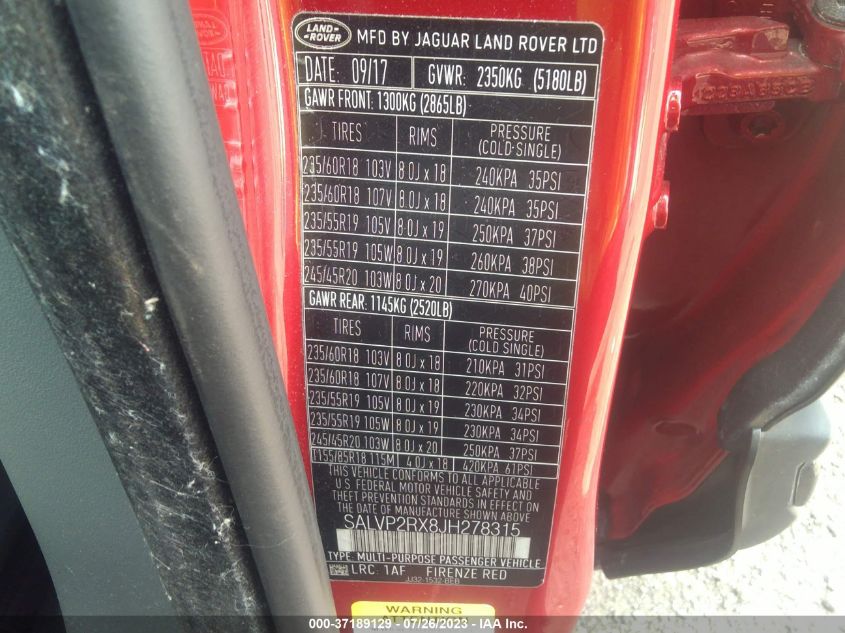 LAND-
-ROVER
MFD BY JAGUAR LAND ROVER LTD
DATE: 09/17 GVWR: 2350KG (5180LB)
GAWR FRONT: 1300KG (2865LB)
TIRES RIMS PRESSURE
(COLD-SINGLE)
235/60R18 103V 8.0J x 18 240KPA 35PSI
235/60R18 107V 8.0J x 18 240KPA 35PSI
235/55R19 105V 8.0J x 19 250KPA 37PSI
235/55R19 105W 8.0J x 19 260KPA 38PSI
245/45R20 103W 8.0J x 20 270KPA 40PSI
GAWR REAR: 1145KG (2520LB)
TIRES RIMS PRESSURE
(COLD SINGLE)
235/60R18 103V 8.0J x 18 210KPA 31PSI
235/60R18 107V 8.0J x 18 220KPA 32PSI
235/55R19 105V 8.0J x 19 230KPA 34PSI
235/55R19 105W 8.0J x 19 230KPA 34PSI
245/45R20 103W 8.0J x 20 250KPA 37PSI
T155/85R18 115M 4.0J x 18 420KPA 61PSI
THIS VEHICLE CONFORMS TO ALL APPLICABLE
U.S. FEDERAL MOTOR VEHICLE SAFETY AND
THEFT PREVENTION STANDARDS IN EFFECT ON
THE DATE OF MANUFACTURE SHOWN ABOVE
SALVP2RX8JH278315
TYPE: MULTI-PURPOSE PASSENGER VEHICLE
LRC: 1AF FIRENZE RED
JJ32-1532-BEB
WARNING
000-37189129 - 07/26/2023 - IAAI.COM